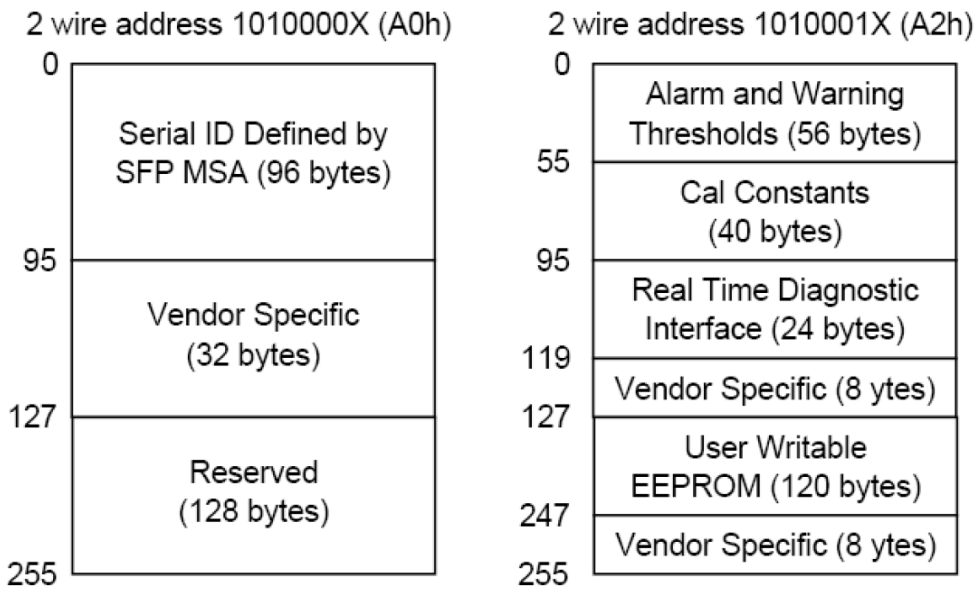 2 wire address 1010000X (A0h)
0
Serial ID Defined by
SFP MSA (96 bytes)
95
Vendor Specific
(32 bytes)
127
Reserved
(128 bytes)
255
2 wire address 1010001X (A2h)
0
Alarm and Warning
Thresholds (56 bytes)
55
Cal Constants
(40 bytes)
95
Real Time Diagnostic
Interface (24 bytes)
119
Vendor Specific (8 ytes)
127
User Writable
EEPROM (120 bytes)
247
Vendor Specific (8 ytes)
255